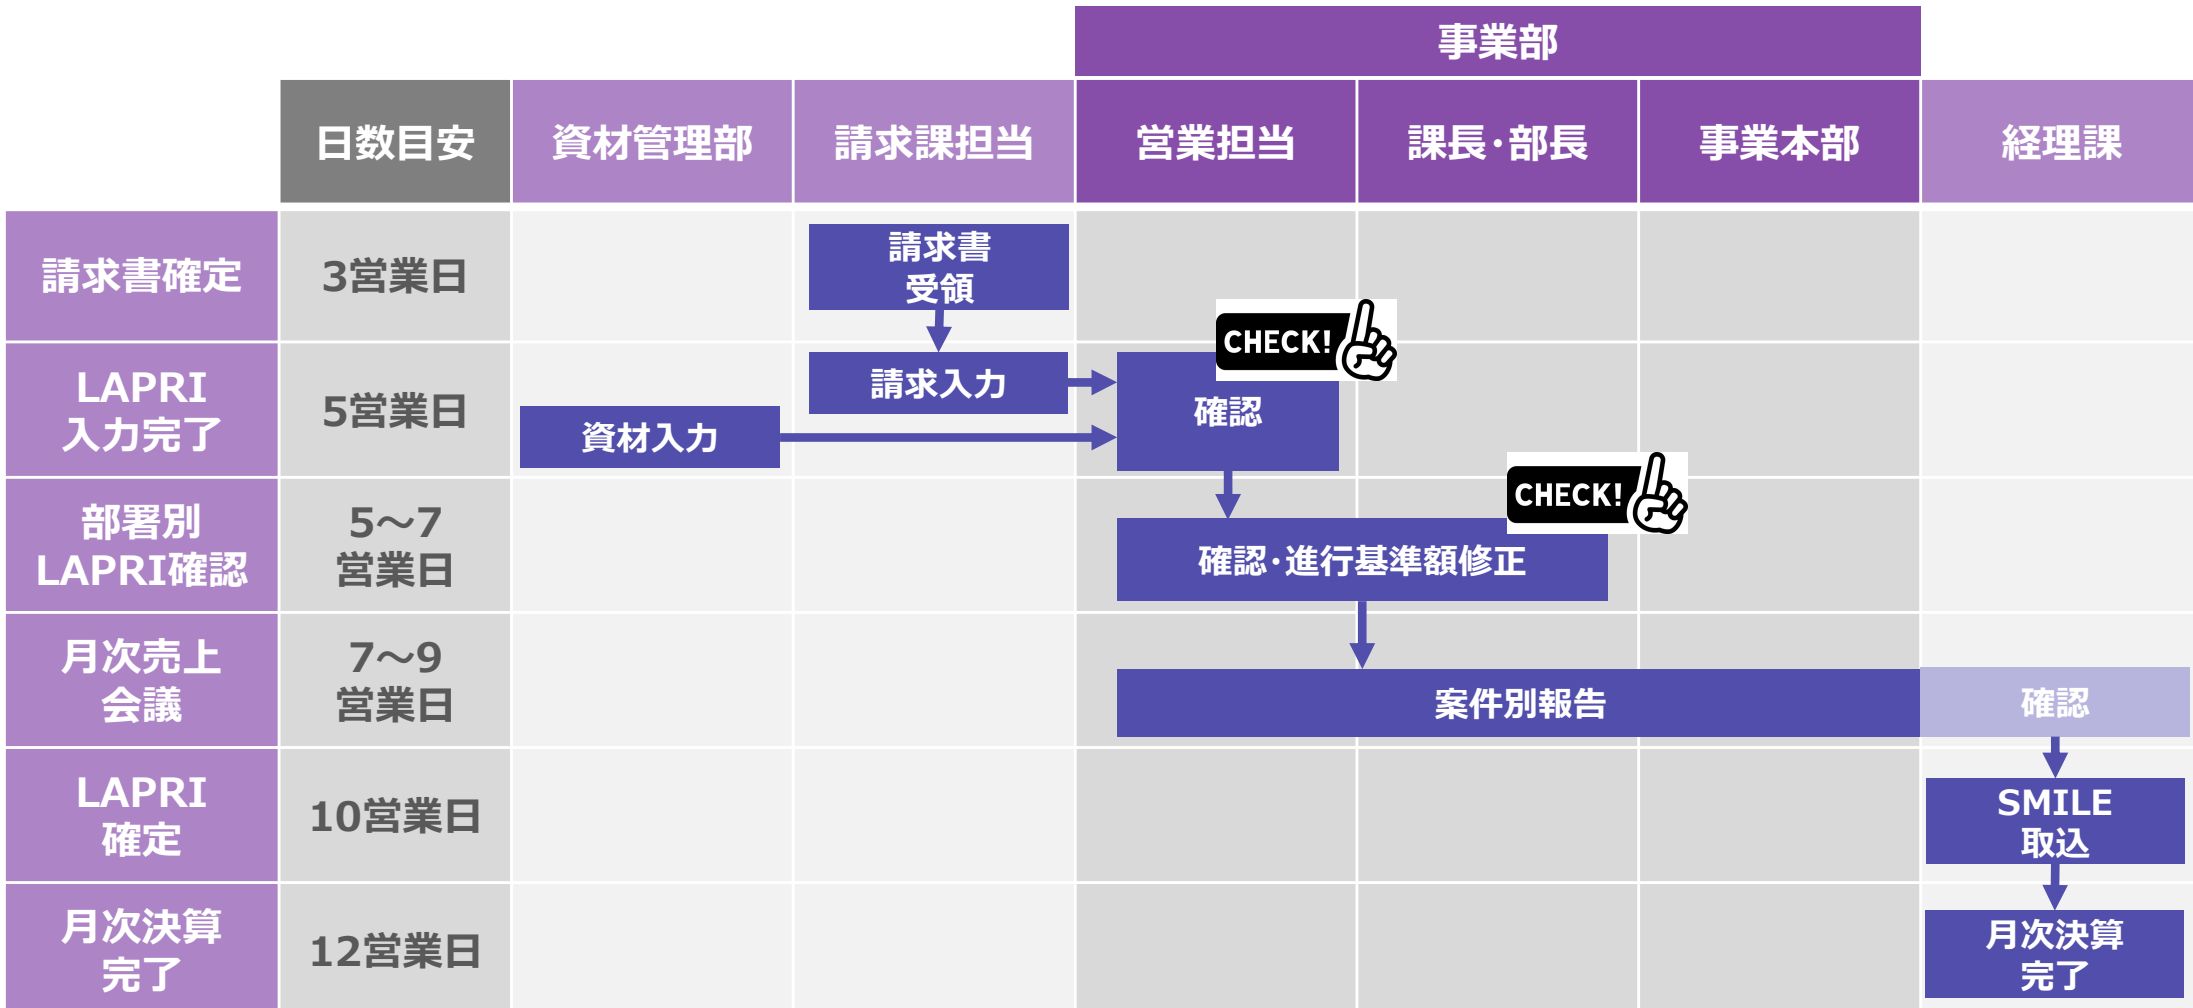 事業部
日数目安
資材管理部
請求課担当
営業担当
課長・部長
事業本部
経理課
請求書確定
3営業日
請求書
受領
CHECK!
LAPRI
入力完了
5営業日
請求入力
資材入力
確認
CHECK!
部署別
LAPRI確認
5～7
営業日
確認・進行基準額修正
月次売上
会議
7～9
営業日
案件別報告
確認
LAPRI
確定
10営業日
SMILE
取込
月次決算
完了
12営業日
月次決算
完了